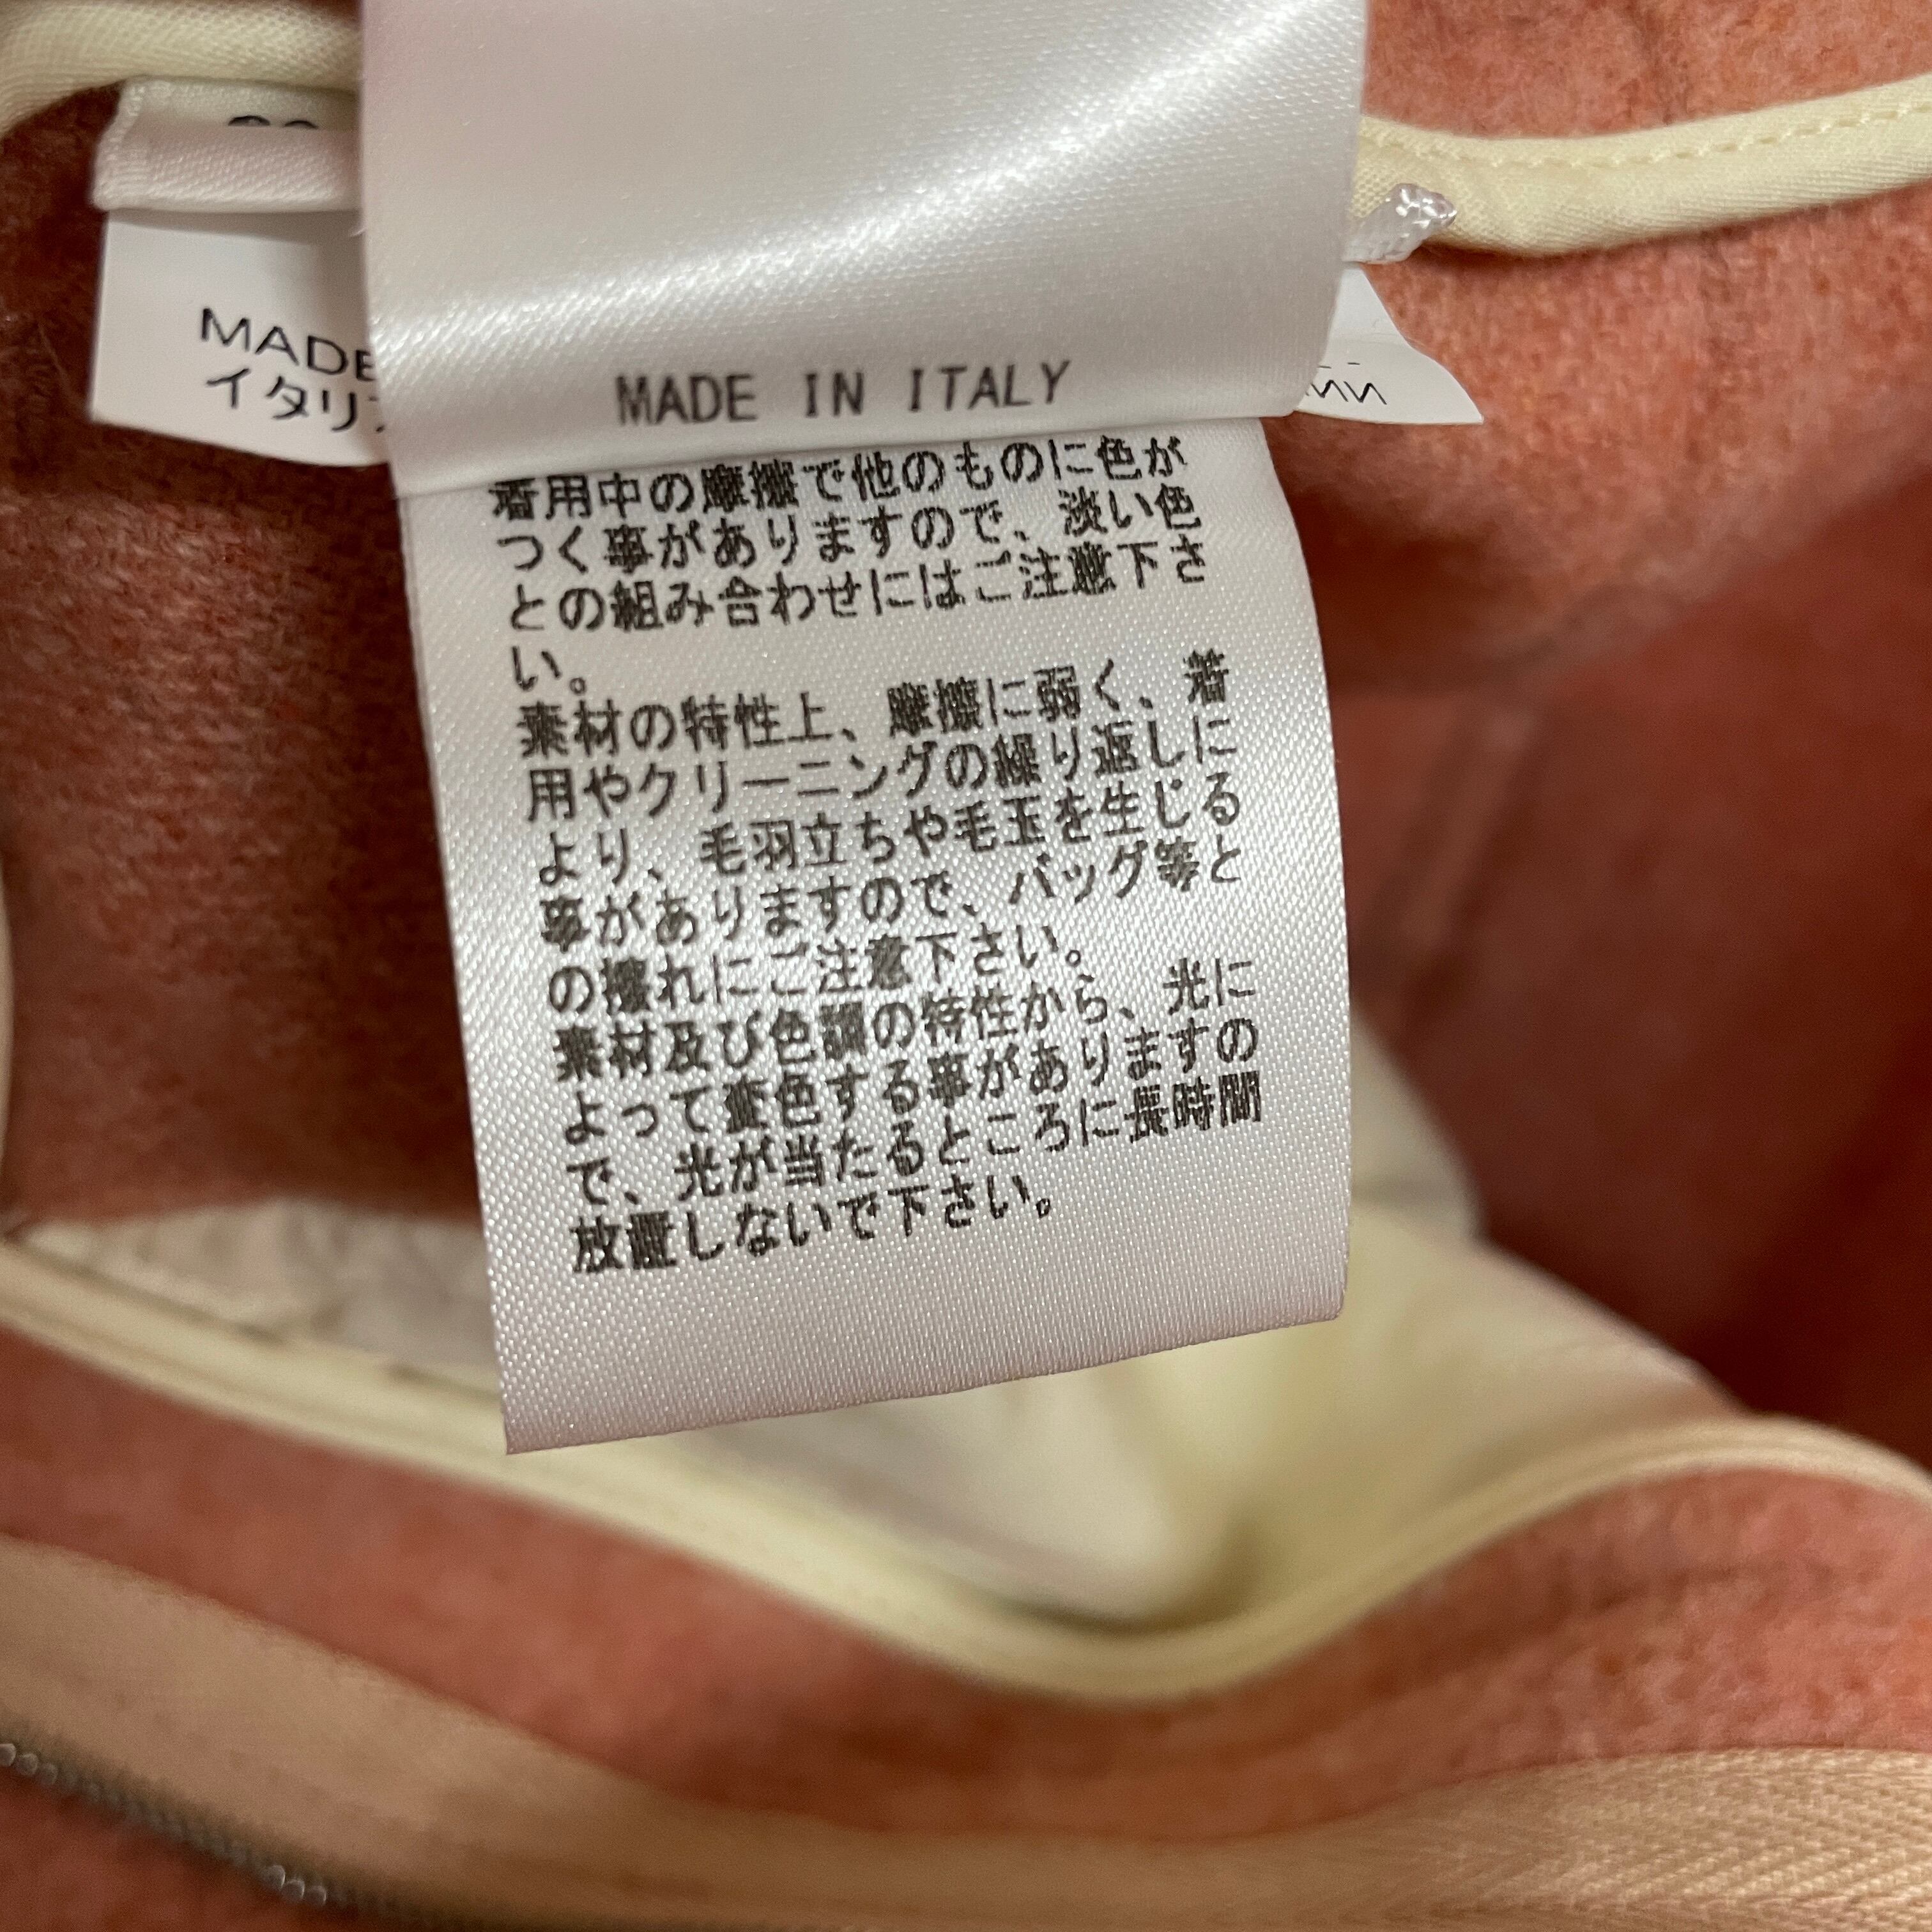 MADE
イタリ
MADE IN ITALY
着用中の摩擦で他のものに色が
つく事がありますので、淡い色
との組み合わせにはご注意下さ
い。
素材の特性上、摩擦に弱く、着
用やクリーニングの繰り返しに
より、毛羽立ちや毛玉を生じる
事がありますので、バッグ等と
の擦れにご注意下さい。
素材及び色調の特性から、光に
よって変色する事がありますの
で、光が当たるところに長時間
放置しないで下さい。